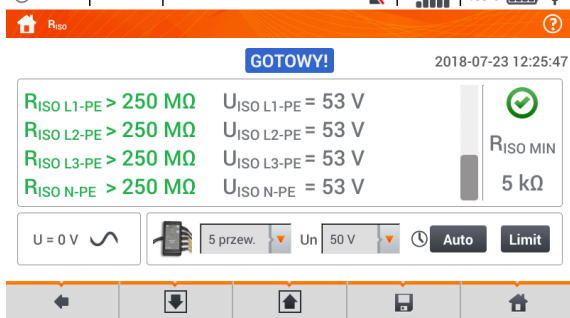 RISO
GOTOWY!
2018-07-23 12:25:47
RISO L1-PE > 250 MΩ UISO L1-PE = 53 V
RISO L2-PE > 250 MΩ UISO L2-PE = 53 V
RISO L3-PE > 250 MΩ UISO L3-PE = 53 V
RISO N-PE > 250 MΩ UISO N-PE = 53 V
RISO MIN
5 kΩ
U = 0 V
5 przew.
Un
50 V
Auto
Limit